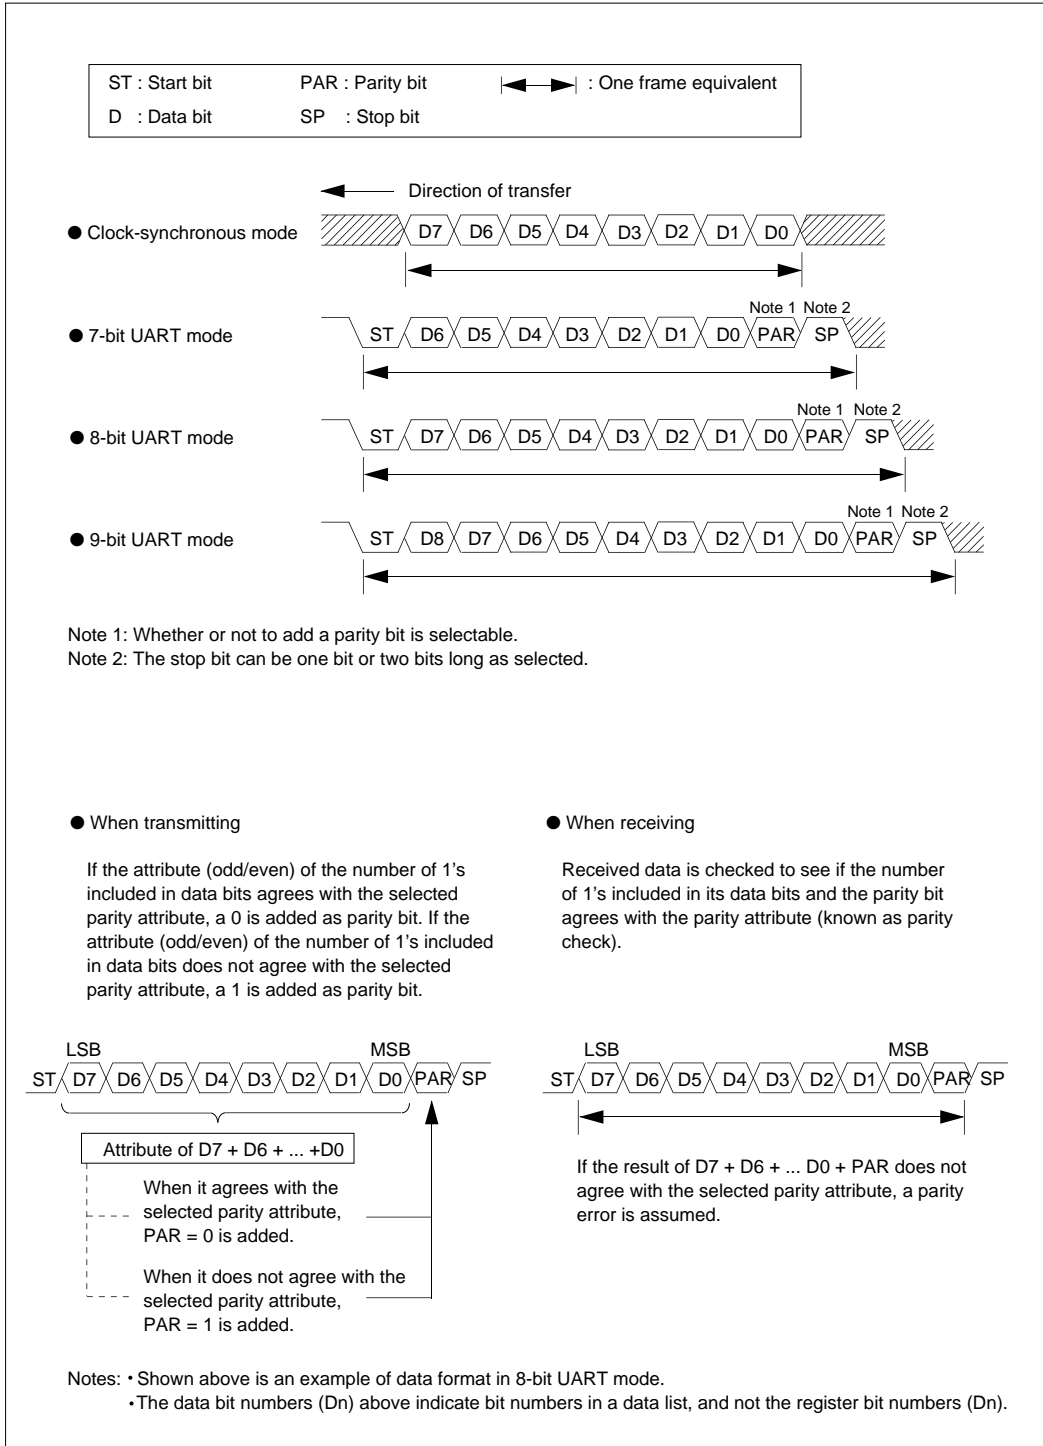 ST : Start bit PAR : Parity bit : One frame equivalent
D : Data bit SP : Stop bit
Direction of transfer
● Clock-synchronous mode D7 D6 D5 D4 D3 D2 D1 D0
Note 1 Note 2
● 7-bit UART mode ST D6 D5 D4 D3 D2 D1 D0 PAR SP
Note 1 Note 2
● 8-bit UART mode ST D7 D6 D5 D4 D3 D2 D1 D0 PAR SP
Note 1 Note 2
● 9-bit UART mode ST D8 D7 D6 D5 D4 D3 D2 D1 D0 PAR SP
Note 1: Whether or not to add a parity bit is selectable.
Note 2: The stop bit can be one bit or two bits long as selected.
● When transmitting
If the attribute (odd/even) of the number of 1's
included in data bits agrees with the selected
parity attribute, a 0 is added as parity bit. If the
attribute (odd/even) of the number of 1's included
in data bits does not agree with the selected
parity attribute, a 1 is added as parity bit.
LSB MSB
ST D7 D6 D5 D4 D3 D2 D1 D0 PAR SP
Attribute of D7 + D6 + ... +D0
When it agrees with the
selected parity attribute,
PAR = 0 is added.
When it does not agree with the
selected parity attribute,
PAR = 1 is added.
● When receiving
Received data is checked to see if the number
of 1's included in its data bits and the parity bit
agrees with the parity attribute (known as parity
check).
LSB MSB
ST D7 D6 D5 D4 D3 D2 D1 D0 PAR SP
If the result of D7 + D6 + ... D0 + PAR does not
agree with the selected parity attribute, a parity
error is assumed.
Notes: • Shown above is an example of data format in 8-bit UART mode.
•The data bit numbers (Dn) above indicate bit numbers in a data list, and not the register bit numbers (Dn).